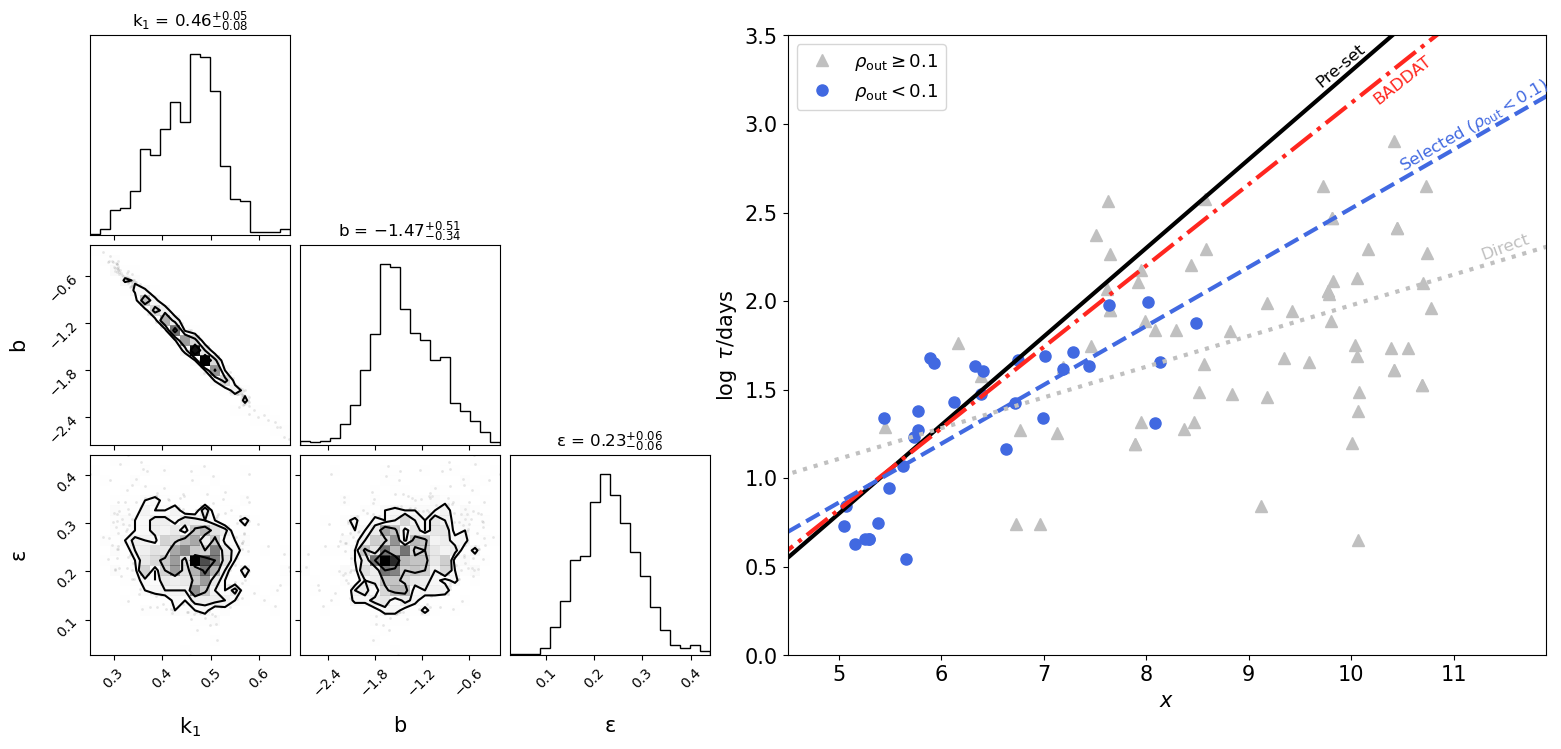 k₁ = 0.46⁺⁰·⁰⁵₋₀.₀₈
b = −1.47⁺⁰·⁵¹₋₀.₃₄
ε = 0.23⁺⁰·⁰⁶₋₀.₀₆
b
−0.6
−1.2
−1.8
−2.4
ε
0.4
0.3
0.2
0.1
0.3 0.4 0.5 0.6
k₁
−2.4 −1.8 −1.2 −0.6
b
0.1 0.2 0.3 0.4
ε
ρout ≥ 0.1
ρout < 0.1
Pre-set
BADDAT
Selected (ρout < 0.1)
Direct
log τ/days
3.5
3.0
2.5
2.0
1.5
1.0
0.5
0.0
5 6 7 8 9 10 11
x